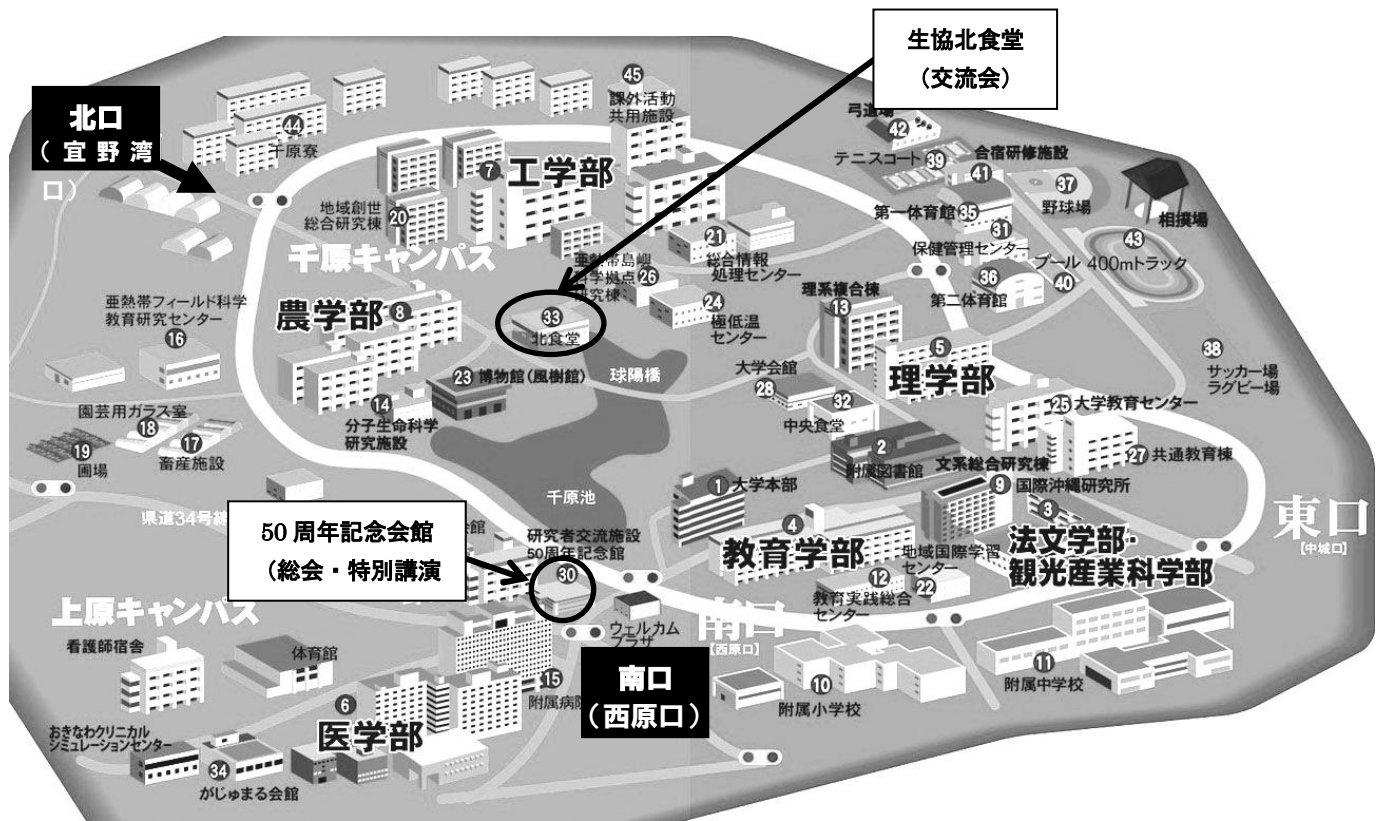 生協北食堂
（交流会）
北口
（ 宜 野 湾
口）
45
課外活動
共用施設
44
千原寮
弓道場
42
テニスコート
39
合宿研修施設
41
37
野球場
相撲場
7
工学部
地域創世
総合研究棟
20
第一体育館
35
31
保健管理センター
43
400mトラック
プール
40
36
第二体育館
千原キャンパス
21
総合情報
処理センター
亜熱帯島嶼
科学拠点
研究棟
26
24
極低温
センター
理系複合棟
13
亜熱帯フィールド科学
教育研究センター
16
農学部
8
33
北食堂
5
理学部
38
サッカー場
ラグビー場
23
博物館（風樹館）
球陽橋
大学会館
28
32
中央食堂
25
大学教育センター
14
分子生命科学
研究施設
園芸用ガラス室
18
17
畜産施設
19
圃場
2
附属図書館
27
共通教育棟
文系総合研究棟
9
国際沖縄研究所
1
大学本部
千原池
県道34号線
3
東口
【中城口】
50 周年記念会館
（総会・特別講演
会館
研究者交流施設
50周年記念館
30
4
教育学部
地域国際学習
センター
22
法文学部・
観光産業科学部
12
教育実践総合
センター
上原キャンパス
ウェルカム
プラザ
南口
【西原口】
看護師宿舎
体育館
南口
（西原口）
15
附属病院
10
附属小学校
11
附属中学校
6
医学部
おきなわクリニカル
シミュレーションセンター
34
がじゅまる会館